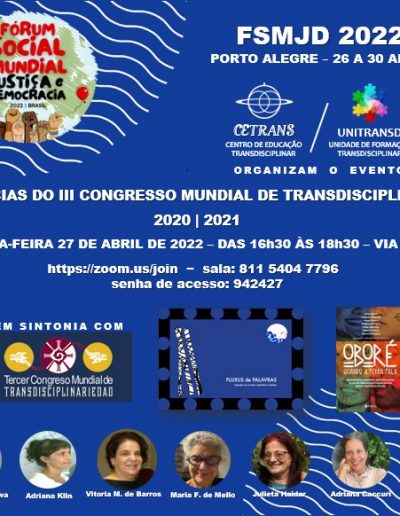 FÓRUM
SOCIAL
MUNDIAL
JUSTIÇA e
DEMOCRACIA
2022 | BRASIL
FSMJD 2022
PORTO ALEGRE – 26 A 30 A
CETRANS
CENTRO DE EDUCAÇÃO
TRANSDISCIPLINAR
UNITRANSD
UNIDADE DE FORMAÇ
TRANSDISCIPLINAR
ORGANIZAM O EVENTO
CIAS DO III CONGRESSO MUNDIAL DE TRANSDISCIPLI
2020 | 2021
A-FEIRA 27 DE ABRIL DE 2022 – DAS 16h30 ÀS 18h30 – VIA
https://zoom.us/join – sala: 811 5404 7796
senha de acesso: 942427
EM SINTONIA COM
Tercer Congreso Mundial de
TRANSDISCIPLINARIEDAD
FLUXUS de PALAVRAS
OBORÉ
QUANDO A TERRA FALA
va
Adriana Klin
Vitoria M. de Barros
Maria F. de Mello
Julieta Haidar
Adriana Caccuri